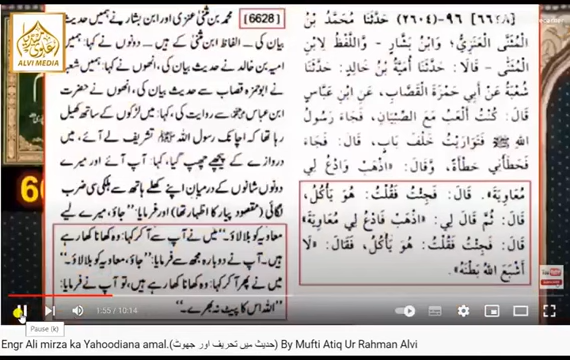 ALVI MEDIA
[6628] محمد بن مثنیٰ عنزی اور ابن بشار نے ہمیں حدیث
بیان کی۔ الفاظ ابن مثنیٰ کے ہیں۔ دونوں نے کہا: ہمیں
امیہ بن خالد نے حدیث بیان کی، انھوں نے کہا: ہمیں شعبہ
نے ابوحمزہ قصاب سے حدیث بیان کی، انھوں نے حضرت
ابن عباس سے روایت کی، کہا: میں لڑکوں کے ساتھ کھیل
رہا تھا کہ اچانک رسول اللہ ﷺ تشریف لے آئے، میں
دروازے کے پیچھے چھپ گیا، کہا: آپ آئے اور میرے
دونوں شانوں کے درمیان اپنے کھلے ہاتھ سے ہلکی سی ضرب
لگائی (مقصود پیار کا اظہار تھا) اور فرمایا: ''جاؤ، میرے لیے
معاویہ کو بلا لاؤ۔'' میں نے آپ سے آ کر کہا: وہ کھانا کھا رہے
ہیں۔ آپ نے دوبارہ مجھ سے فرمایا: ''جاؤ، معاویہ کو بلا لاؤ۔''
میں نے پھر آ کر کہا: وہ کھانا کھا رہے ہیں، تو آپ نے فرمایا:
''اللہ اس کا پیٹ نہ بھرے۔''
[٦٦٢٨] ٩٦-(٢٦٠٤) حَدَّثَنَا مُحَمَّدُ بْنُ
الْمُثَنَّى الْعَنَزِيُّ؛ وَابْنُ بَشَّارٍ - وَاللَّفْظُ لِابْنِ
الْمُثَنَّى - قَالَا: حَدَّثَنَا أُمَيَّةُ بْنُ خَالِدٍ: حَدَّثَنَا
شُعْبَةُ عَنْ أَبِي حَمْزَةَ الْقَصَّابِ، عَنِ ابْنِ عَبَّاسٍ
قَالَ: كُنْتُ أَلْعَبُ مَعَ الصِّبْيَانِ، فَجَاءَ رَسُولُ
اللهِ ﷺ فَتَوَارَيْتُ خَلْفَ بَابٍ، قَالَ: فَجَاءَ
فَحَطَأَنِي حَطْأَةً، وَقَالَ: «اذْهَبْ وَادْعُ لِي
مُعَاوِيَةَ». قَالَ: فَجِئْتُ فَقُلْتُ: هُوَ يَأْكُلُ،
قَالَ: ثُمَّ قَالَ لِي: «اذْهَبْ فَادْعُ لِي مُعَاوِيَةَ»
قَالَ: فَجِئْتُ فَقُلْتُ: هُوَ يَأْكُلُ، فَقَالَ: «لَا
أَشْبَعَ اللهُ بَطْنَهُ».
1:55 / 10:14
Pause (k)
Engr Ali mirza ka Yahoodiana amal.(حدیث میں تحریف اور جھوٹ) By Mufti Atiq Ur Rahman Alvi